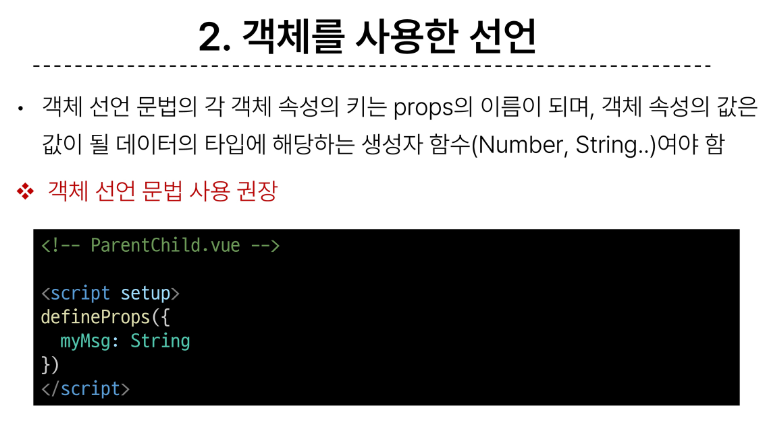 2. 객체를 사용한 선언
• 객체 선언 문법의 각 객체 속성의 키는 props의 이름이 되며, 객체 속성의 값은
값이 될 데이터의 타입에 해당하는 생성자 함수(Number, String..)여야 함
❖ 객체 선언 문법 사용 권장
<!-- ParentChild.vue -->
<script setup>
defineProps({
  myMsg: String
})
</script>